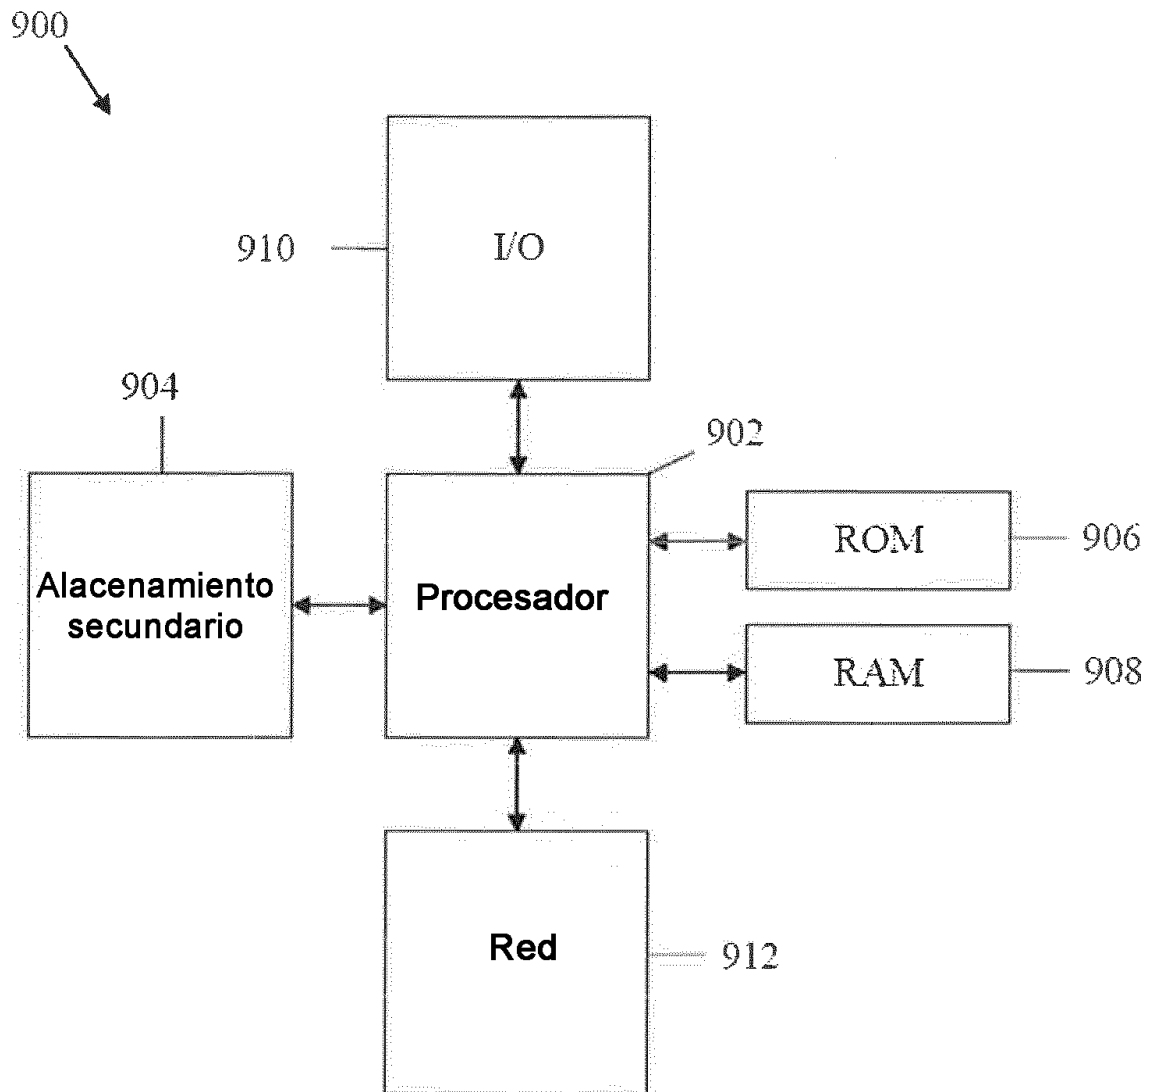 900
I/O
910
904
902
ROM
906
Alacenamiento
secundario
Procesador
RAM
908
Red
912